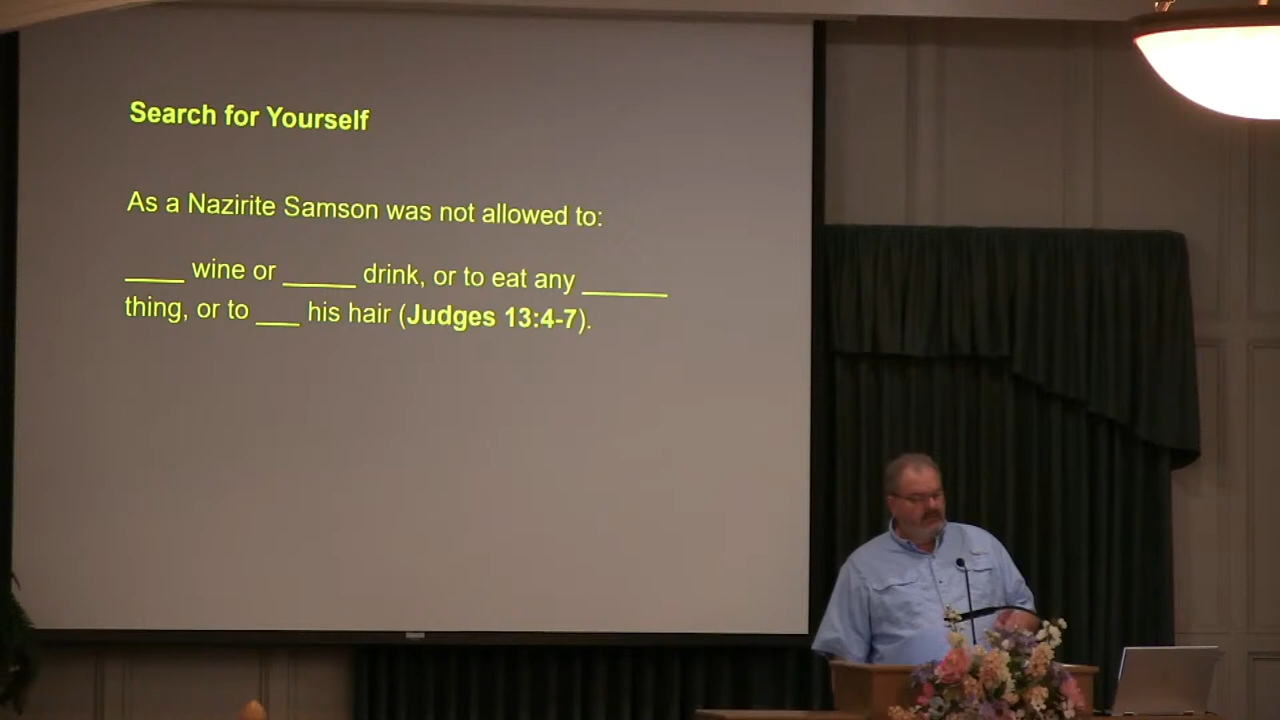 Search for Yourself
As a Nazirite Samson was not allowed to:
____ wine or _____ drink, or to eat any ______
thing, or to ___ his hair (Judges 13:4-7).